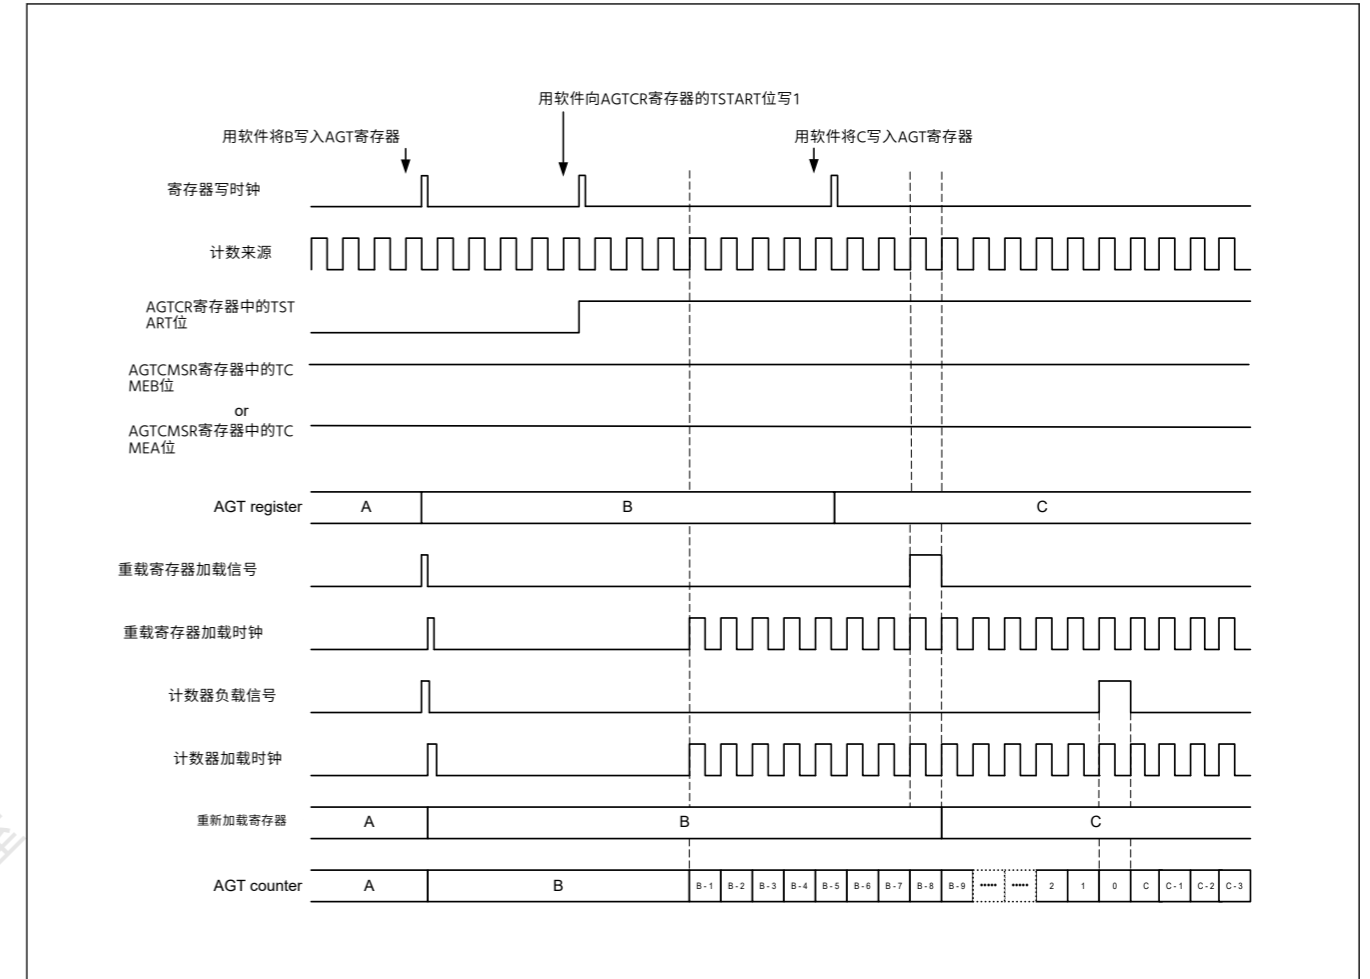 用软件向AGTCR寄存器的TSTART位写1
用软件将B写入AGT寄存器
用软件将C写入AGT寄存器
寄存器写时钟
计数来源
AGTCR寄存器中的TST
ART位
AGTCMSR寄存器中的TC
MEB位
or
AGTCMSR寄存器中的TC
MEA位
AGT register A B C
重载寄存器加载信号
重载寄存器加载时钟
计数器负载信号
计数器加载时钟
重新加载寄存器 A B C
AGT counter A B B-1 B-2 B-3 B-4 B-5 B-6 B-7 B-8 B-9 ••••• ••••• 2 1 0 C C-1 C-2 C-3